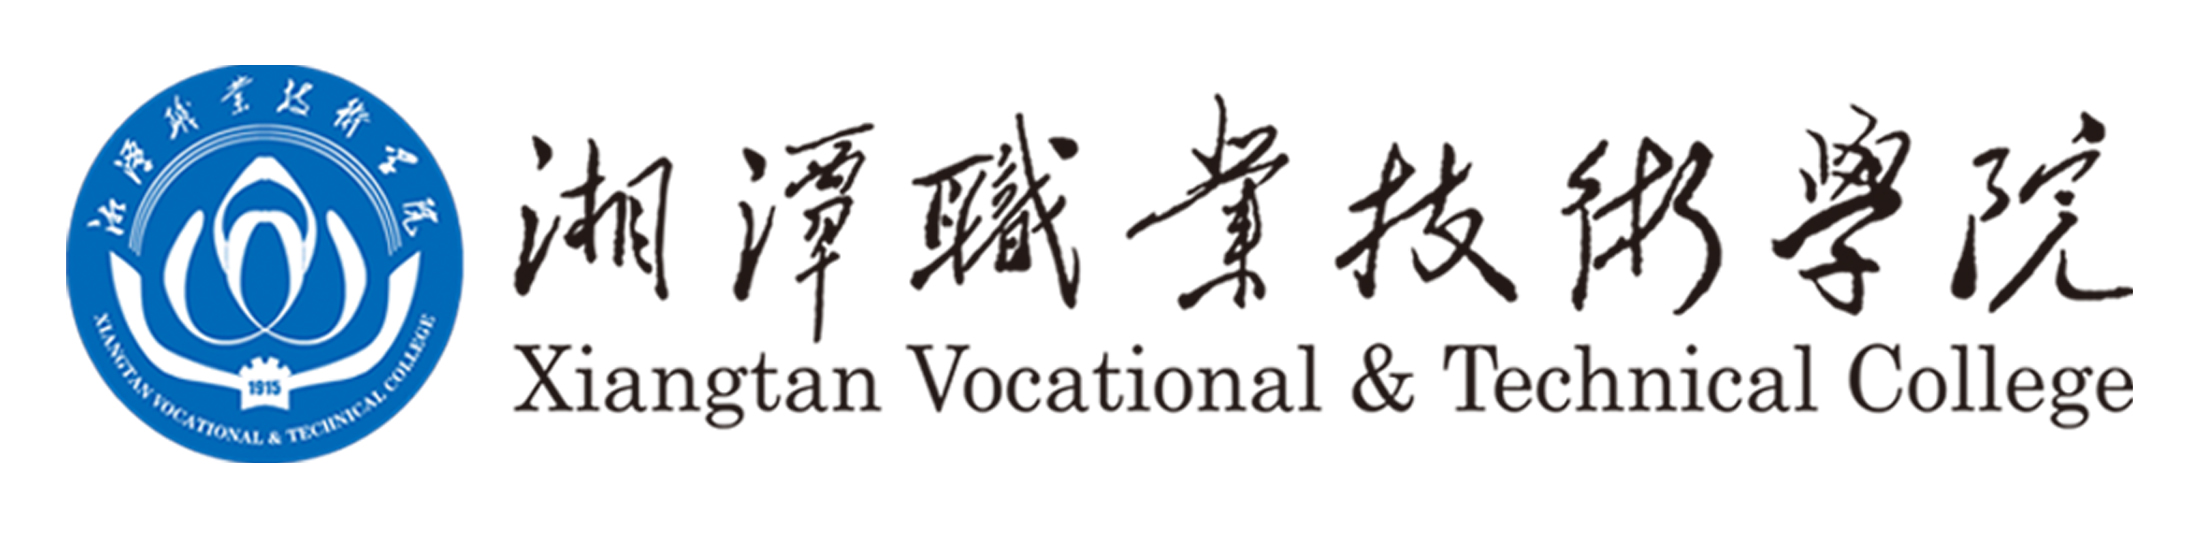 湘潭職業技術學院
1915
XIANGTAN VOCATIONAL & TECHNICAL COLLEGE
湘潭職業技術學院
Xiangtan Vocational & Technical College